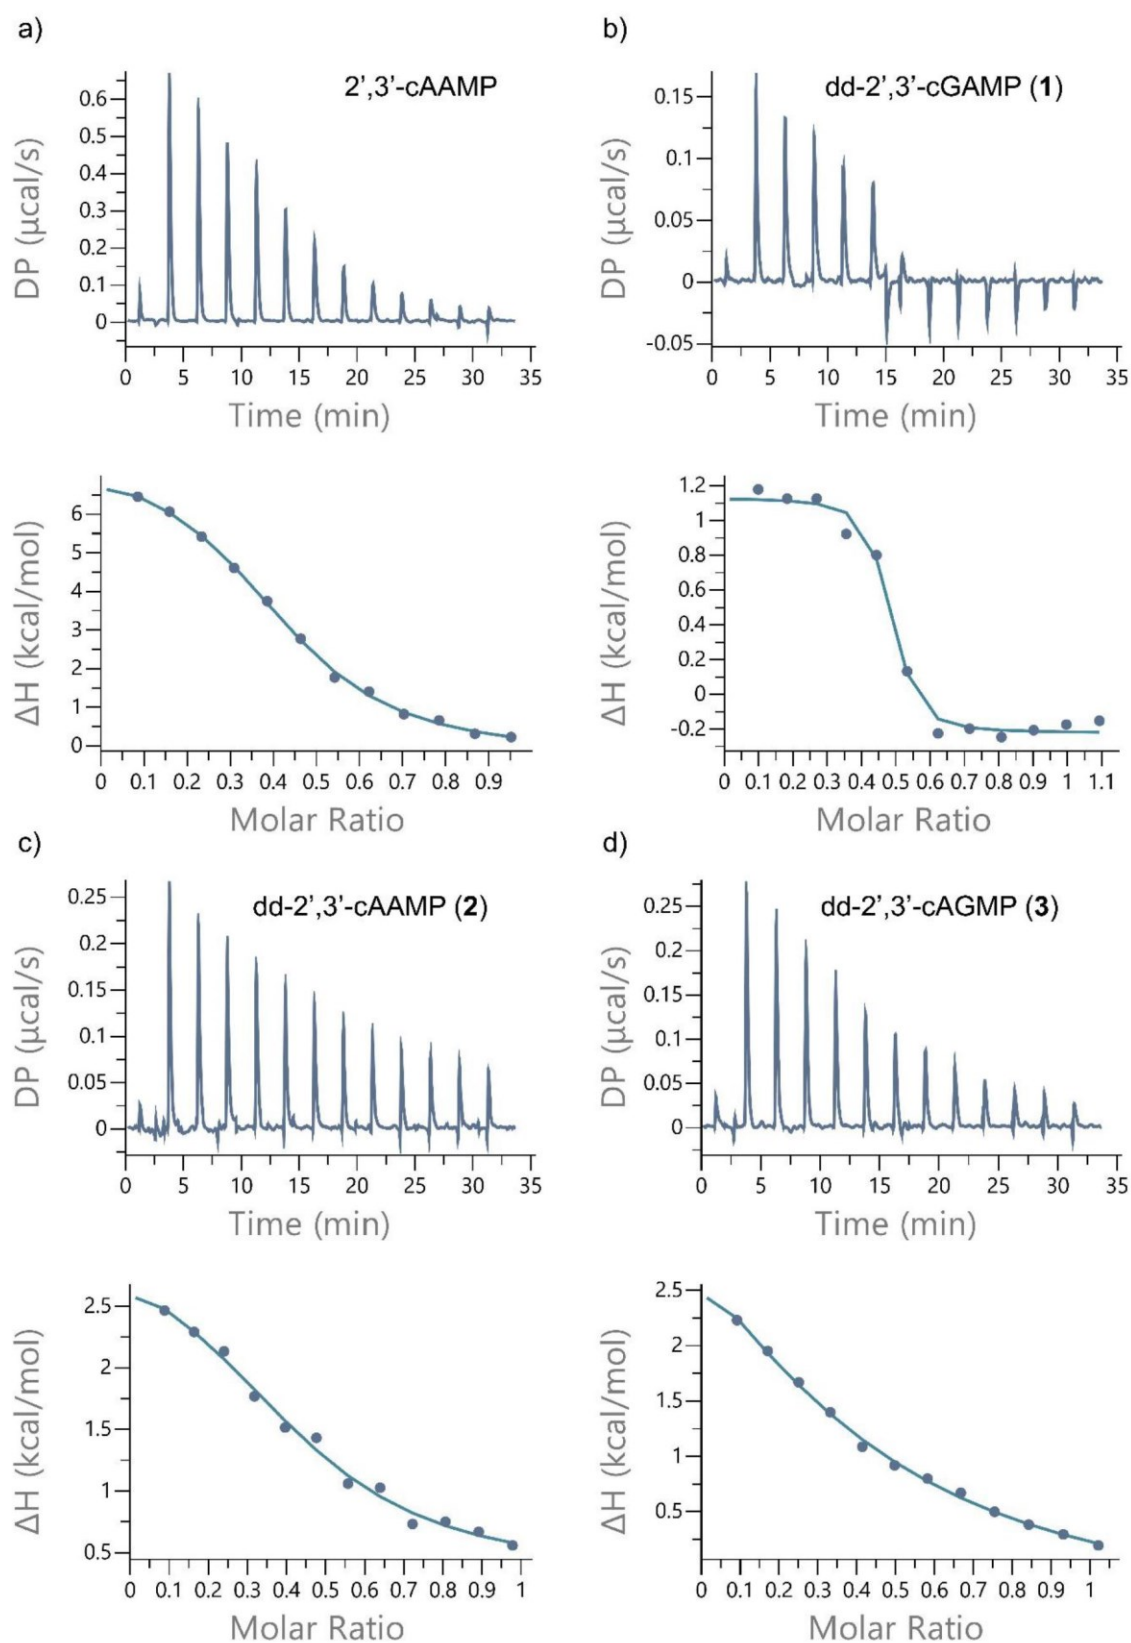 a)
2’,3’-cAAMP
DP (µcal/s)
0.6
0.5
0.4
0.3
0.2
0.1
0
0 5 10 15 20 25 30 35
Time (min)
ΔH (kcal/mol)
6
5
4
3
2
1
0
0 0.1 0.2 0.3 0.4 0.5 0.6 0.7 0.8 0.9
Molar Ratio
b)
dd-2’,3’-cGAMP (1)
DP (µcal/s)
0.15
0.1
0.05
0
-0.05
0 5 10 15 20 25 30 35
Time (min)
ΔH (kcal/mol)
1.2
1
0.8
0.6
0.4
0.2
0
-0.2
0 0.1 0.2 0.3 0.4 0.5 0.6 0.7 0.8 0.9 1 1.1
Molar Ratio
c)
dd-2’,3’-cAAMP (2)
DP (µcal/s)
0.25
0.2
0.15
0.1
0.05
0
0 5 10 15 20 25 30 35
Time (min)
ΔH (kcal/mol)
2.5
2
1.5
1
0.5
0 0.1 0.2 0.3 0.4 0.5 0.6 0.7 0.8 0.9 1
Molar Ratio
d)
dd-2’,3’-cAGMP (3)
DP (µcal/s)
0.25
0.2
0.15
0.1
0.05
0
0 5 10 15 20 25 30 35
Time (min)
ΔH (kcal/mol)
2.5
2
1.5
1
0.5
0 0.1 0.2 0.3 0.4 0.5 0.6 0.7 0.8 0.9 1
Molar Ratio